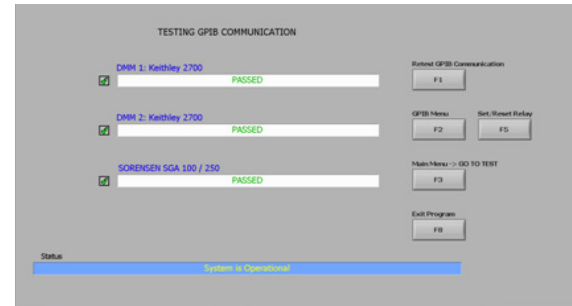 TESTING GPIB COMMUNICATION
DMM 1: Keithley 2700
PASSED
Retest GPIB Communication
F1
DMM 2: Keithley 2700
PASSED
GPIB Menu
Set/Reset Relay
F2
F5
SORENSEN SGA 100 / 250
PASSED
Main Menu -> GO TO TEST
F3
Exit Program
F8
Status
System is Operational